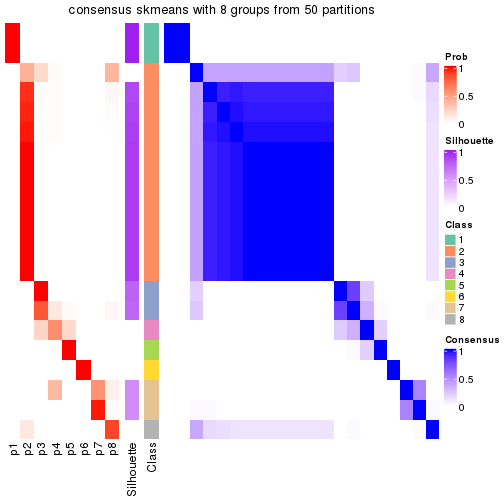 consensus skmeans with 8 groups from 50 partitions
Prob
1
0.5
0
Silhouette
1
0.5
0
Class
1
2
3
4
5
6
7
8
Consensus
1
0.5
0
p1
p2
p3
p4
p5
p6
p7
p8
Silhouette
Class